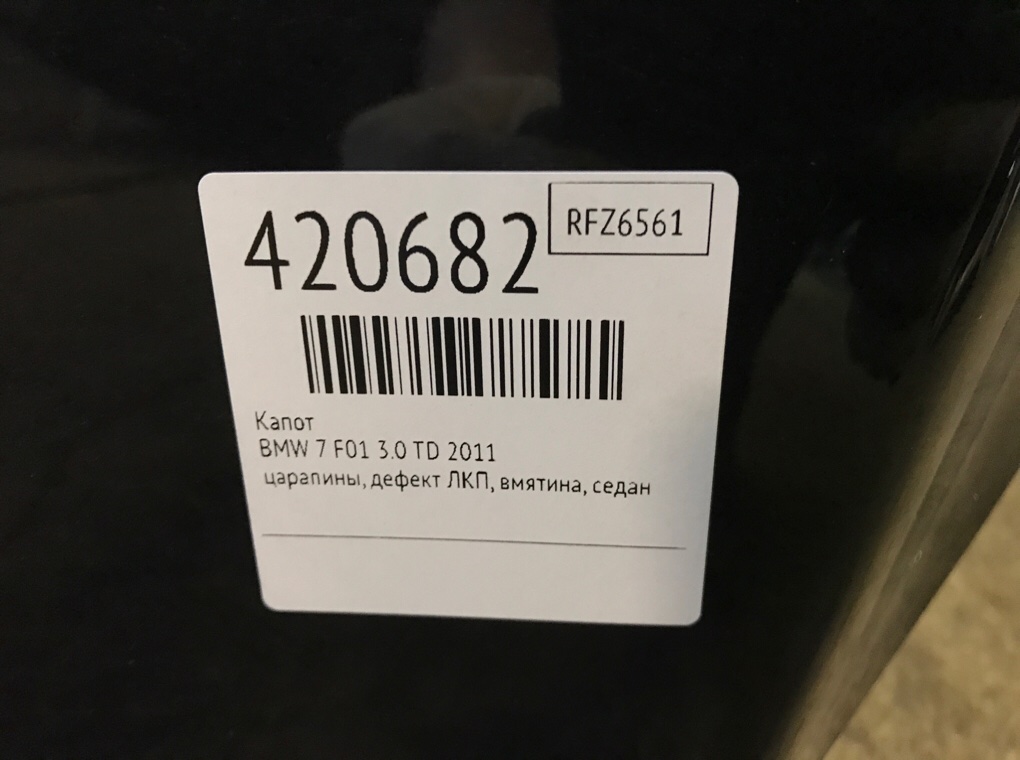 420682
RFZ6561
Капот
BMW 7 F01 3.0 TD 2011
царапины, дефект ЛКП, вмятина, седан